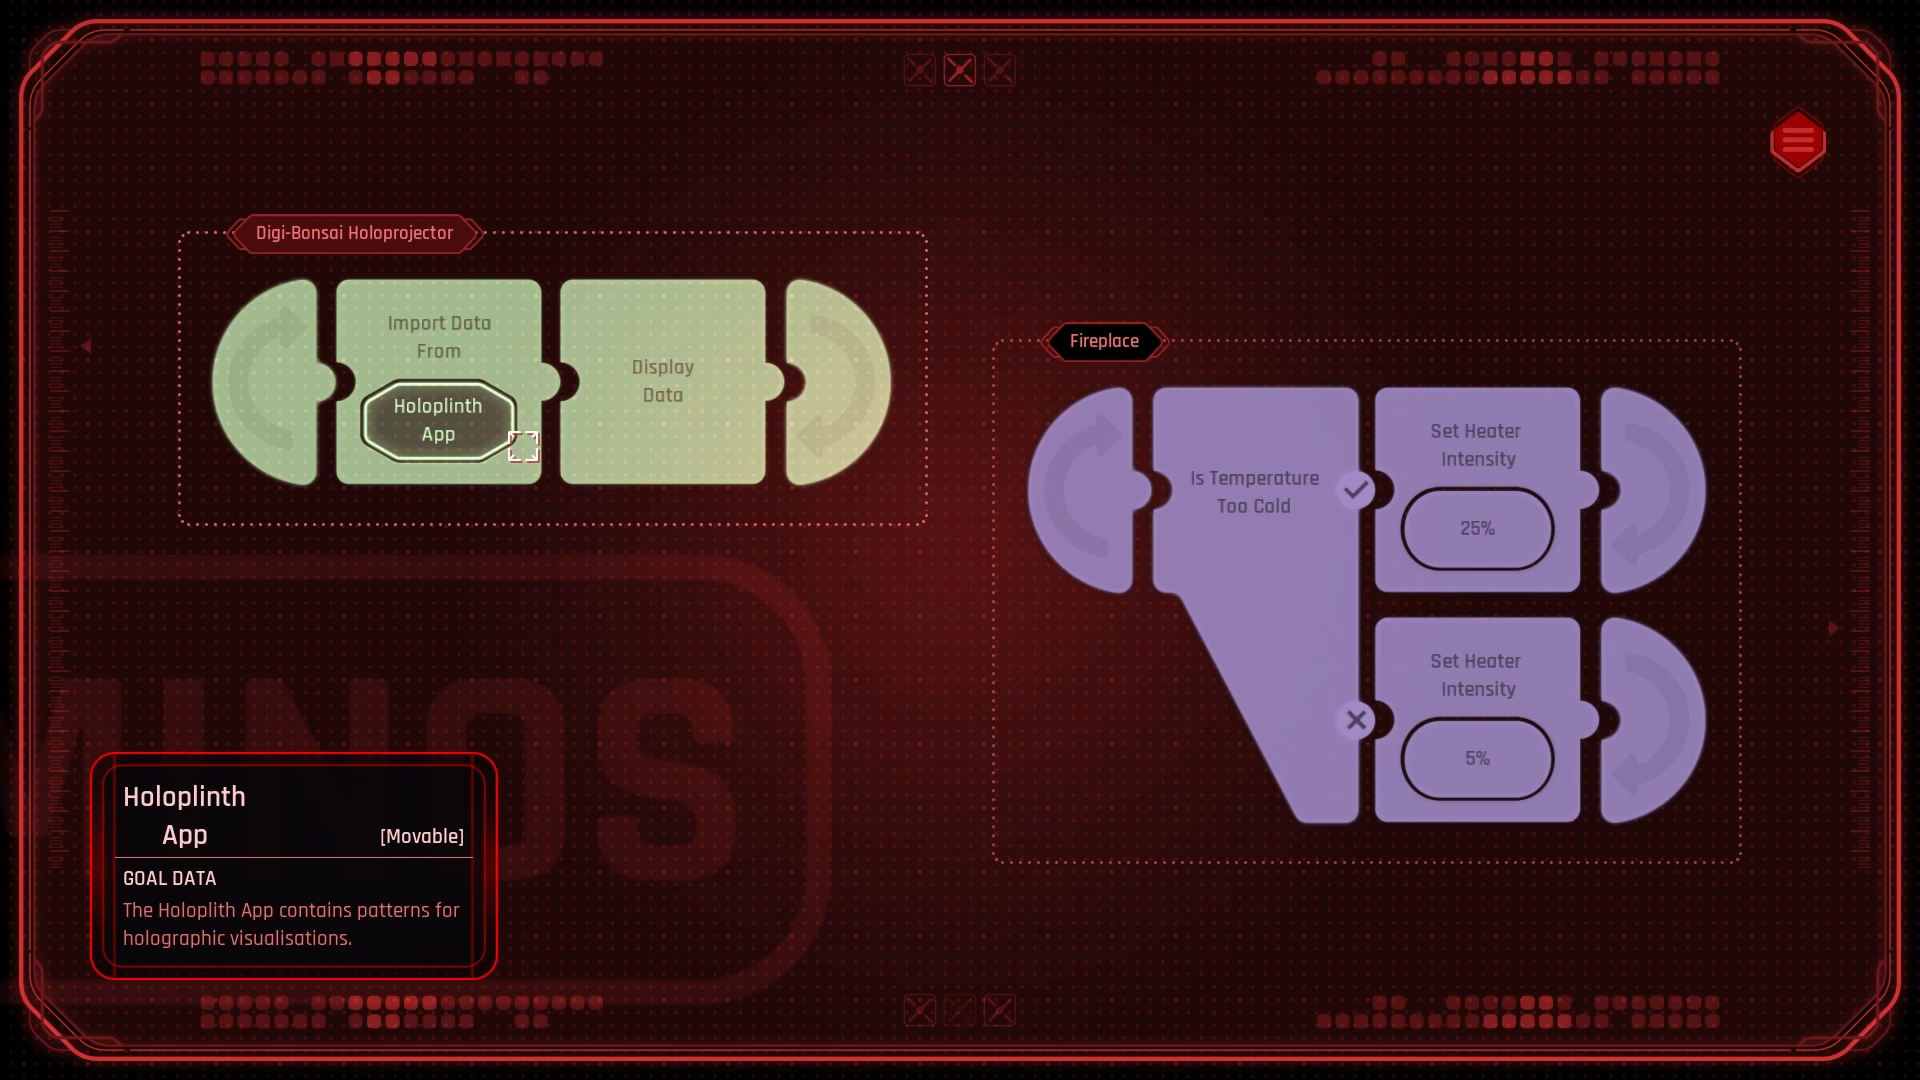 Digi-Bonsai Holoprojector
Import Data
From
Holoplinth
App
Display
Data
Fireplace
Is Temperature
Too Cold
Set Heater
Intensity
25%
Set Heater
Intensity
5%
MINOS
Holoplinth
App
[Movable]
GOAL DATA
The Holoplith App contains patterns for
holographic visualisations.